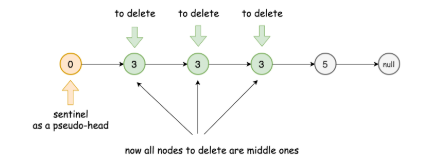 to delete to delete to delete
0 3 3 3 5 null
sentinel
as a pseudo-head
now all nodes to delete are middle ones